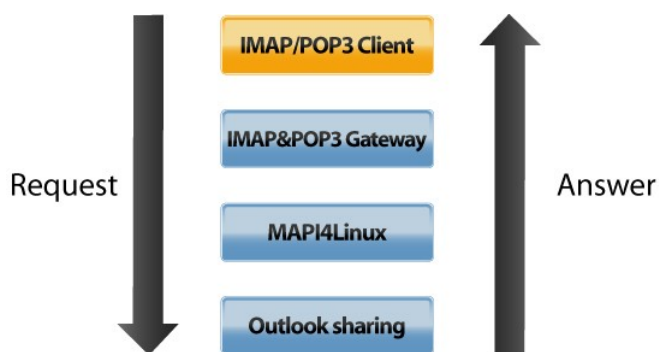 IMAP/POP3 Client
IMAP&POP3 Gateway
Request
Answer
MAPI4Linux
Outlook sharing